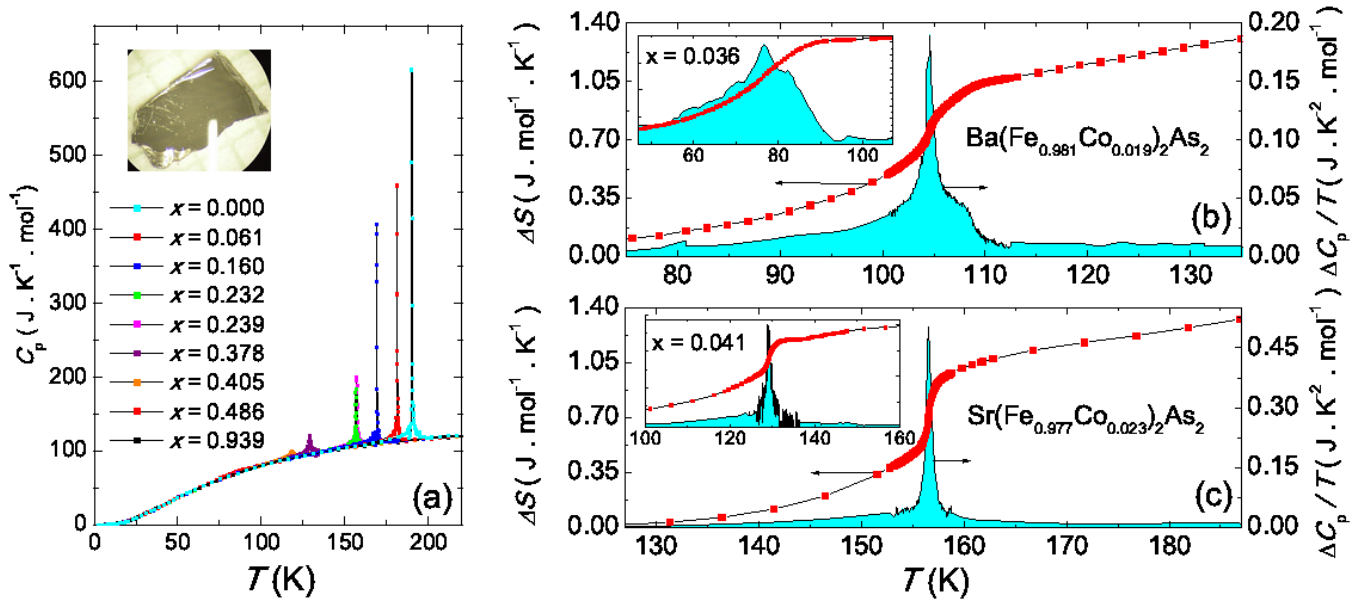 600
500
400
300
200
100
0
C_p( J . K⁻¹ . mol⁻¹)
x = 0.000
x = 0.061
x = 0.160
x = 0.232
x = 0.239
x = 0.378
x = 0.405
x = 0.486
x = 0.939
(a)
0 50 100 150 200
T (K)
1.40
1.05
0.70
0.35
0.00
ΔS ( J . mol⁻¹ . K⁻¹)
x = 0.036
60 80 100
Ba(Fe₀.₉₈₁Co₀.₀₁₉)₂As₂
(b)
0.20
0.15
0.10
0.05
0.00
ΔC_p / T ( J . K⁻² . mol⁻¹)
80 90 100 110 120 130
1.40
1.05
0.70
0.35
0.00
ΔS ( J . mol⁻¹ . K⁻¹)
x = 0.041
100 120 140 160
Sr(Fe₀.₉₇₇Co₀.₀₂₃)₂As₂
(c)
0.45
0.30
0.15
0.00
ΔC_p / T ( J . K⁻² . mol⁻¹)
130 140 150 160 170 180
T (K)